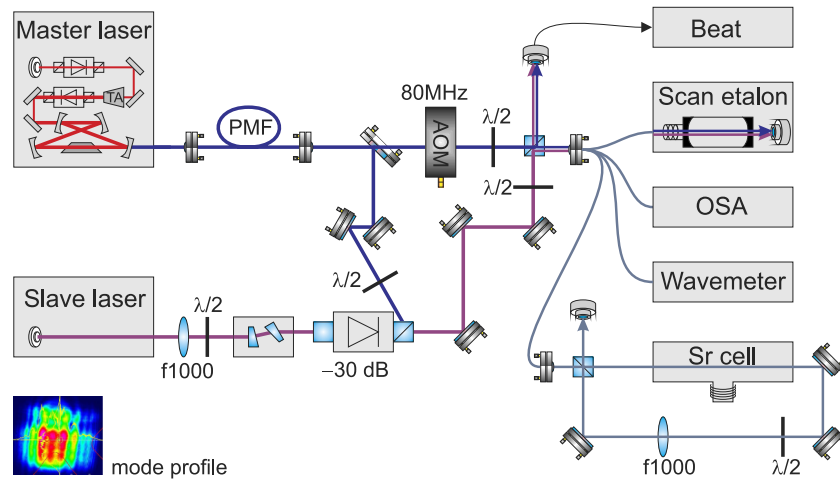 Master laser
TA
PMF
80MHz
AOM
λ/2
λ/2
λ/2
Beat
Scan etalon
OSA
Wavemeter
Slave laser
λ/2
f1000
−30 dB
Sr cell
f1000
λ/2
mode profile